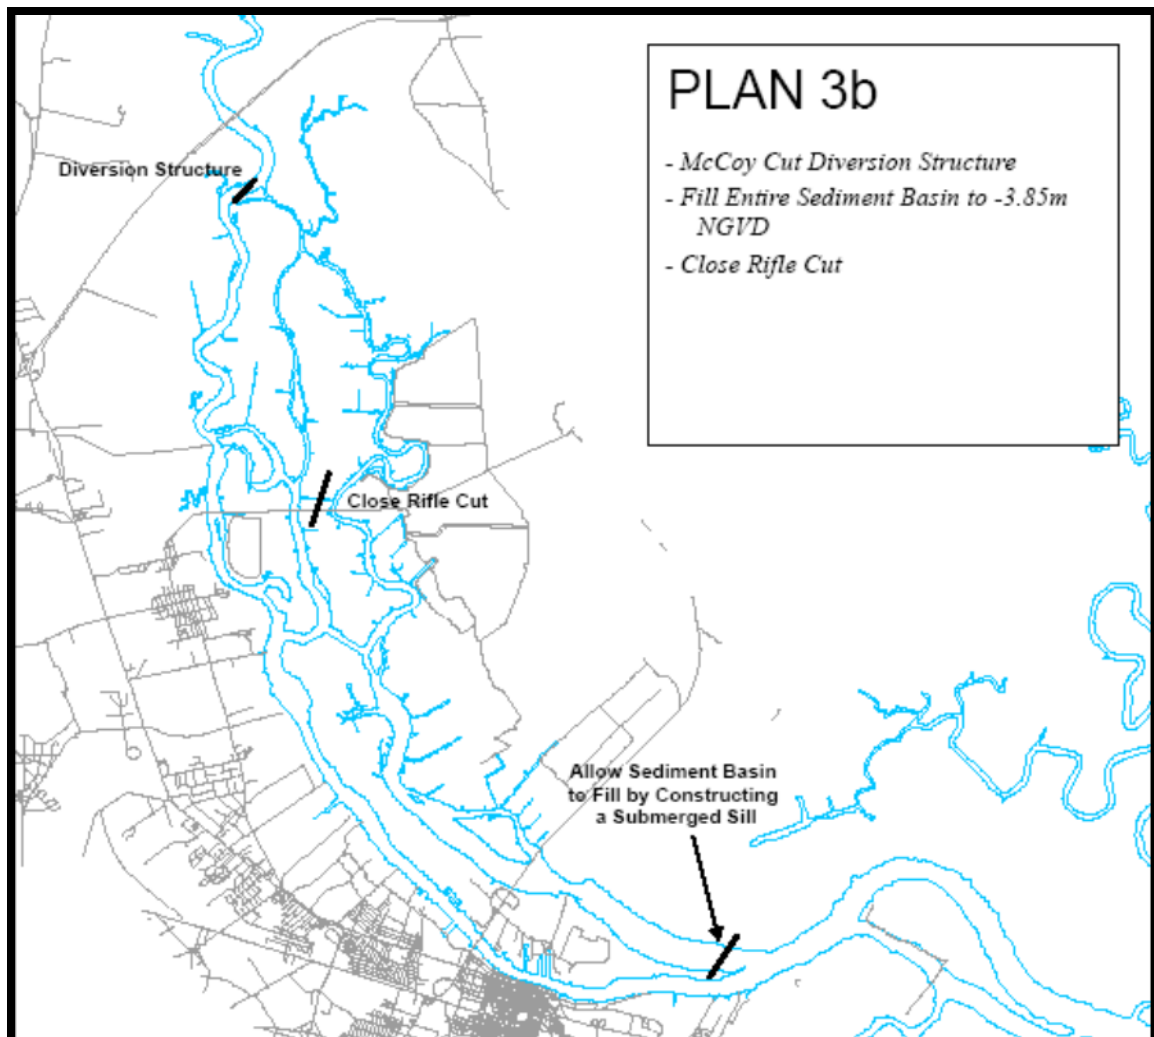 PLAN 3b
- McCoy Cut Diversion Structure
- Fill Entire Sediment Basin to -3.85m
NGVD
- Close Rifle Cut
Diversion Structure
Close Rifle Cut
Allow Sediment Basin
to Fill by Constructing
a Submerged Sill